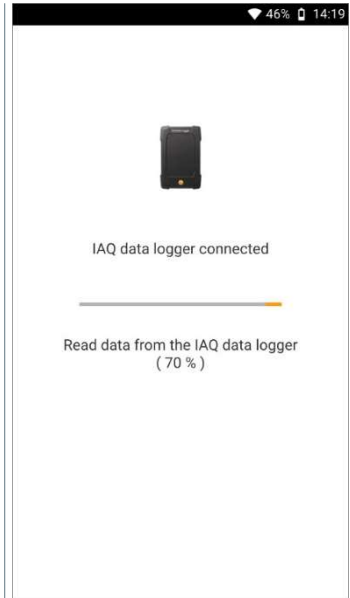 46% 14:19
IAQ data logger connected
Read data from the IAQ data logger
( 70 % )